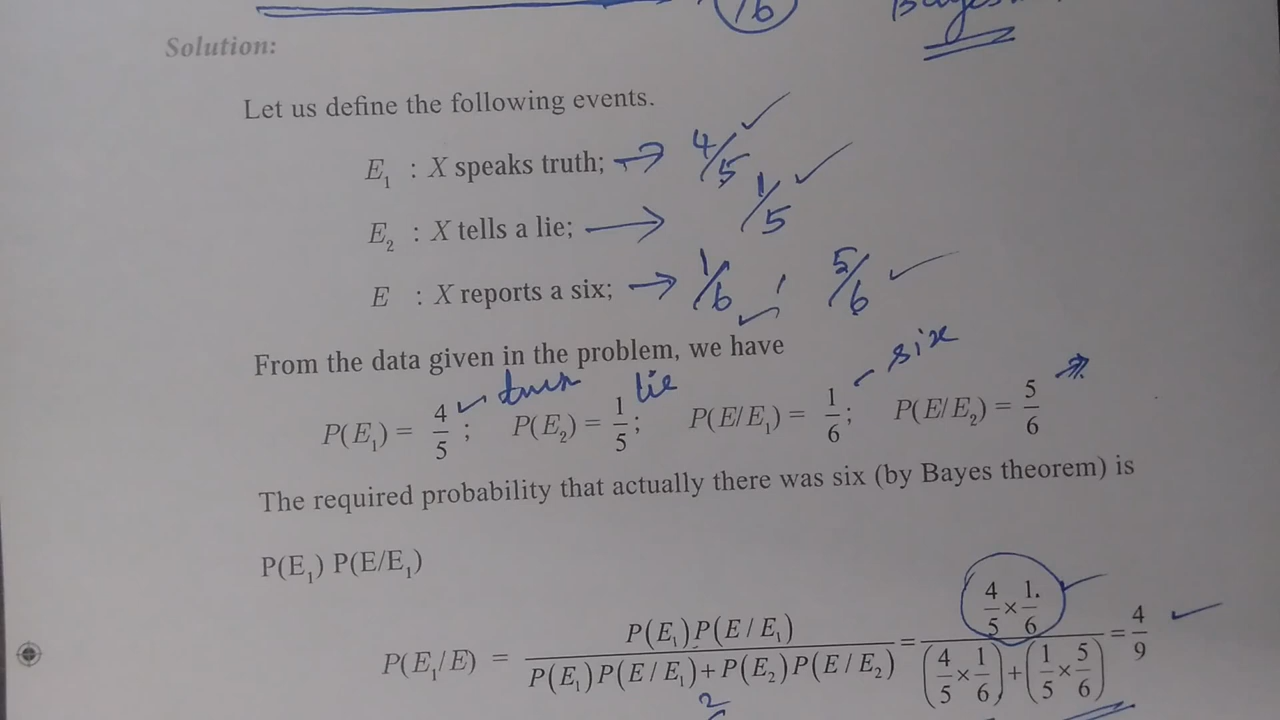 /6
Bayes
Solution:
Let us define the following events.
E₁ : X speaks truth; → 4/5 ✓
E₂ : X tells a lie; → 1/5 ✓
E : X reports a six; → 1/6 , 5/6 ✓
six
From the data given in the problem, we have
lie
P(E₁) = 4/5 ; P(E₂) = 1/5; P(E/E₁) = 1/6; P(E/E₂) = 5/6
The required probability that actually there was six (by Bayes theorem) is
P(E₁) P(E/E₁)
P(E₁/E) = P(E₁)P(E/E₁) / P(E₁)P(E/E₁)+P(E₂)P(E/E₂) = 4/5 × 1/6 / (4/5 × 1/6) + (1/5 × 5/6) = 4/9 ✓
2